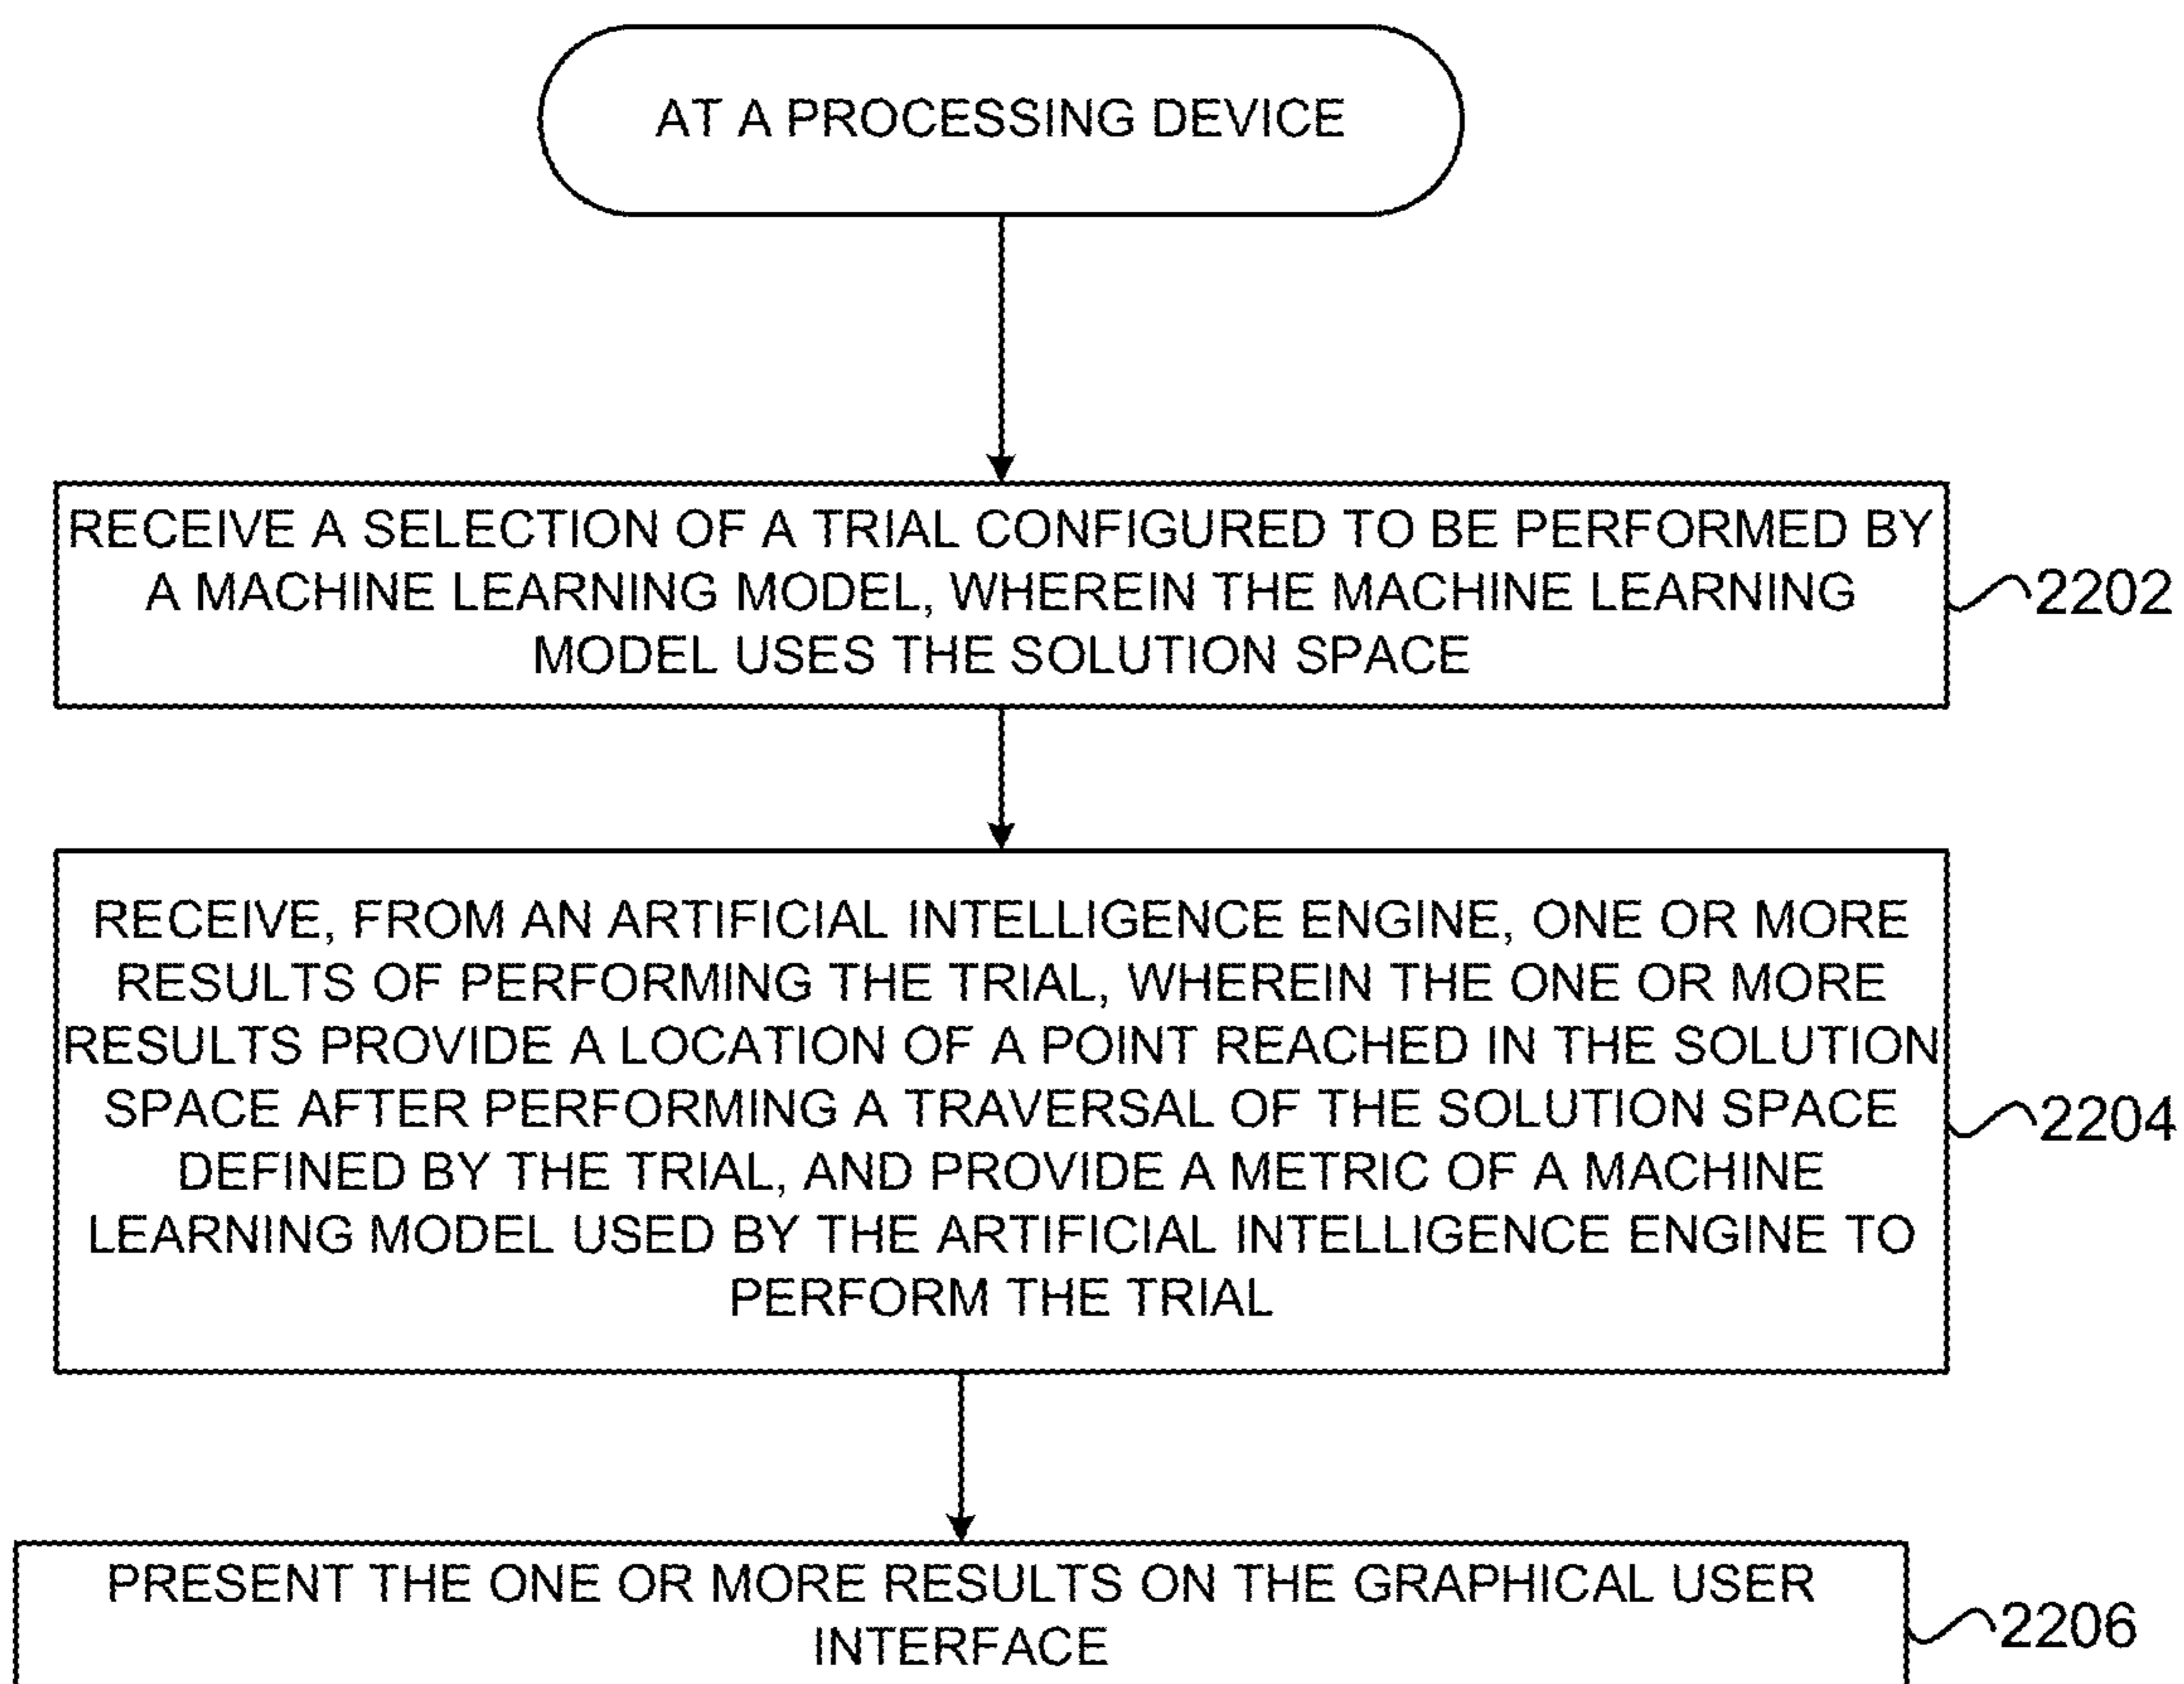 AT A PROCESSING DEVICE
RECEIVE A SELECTION OF A TRIAL CONFIGURED TO BE PERFORMED BY
A MACHINE LEARNING MODEL, WHEREIN THE MACHINE LEARNING
MODEL USES THE SOLUTION SPACE
2202
RECEIVE, FROM AN ARTIFICIAL INTELLIGENCE ENGINE, ONE OR MORE
RESULTS OF PERFORMING THE TRIAL, WHEREIN THE ONE OR MORE
RESULTS PROVIDE A LOCATION OF A POINT REACHED IN THE SOLUTION
SPACE AFTER PERFORMING A TRAVERSAL OF THE SOLUTION SPACE
DEFINED BY THE TRIAL, AND PROVIDE A METRIC OF A MACHINE
LEARNING MODEL USED BY THE ARTIFICIAL INTELLIGENCE ENGINE TO
PERFORM THE TRIAL
2204
PRESENT THE ONE OR MORE RESULTS ON THE GRAPHICAL USER
INTERFACE
2206